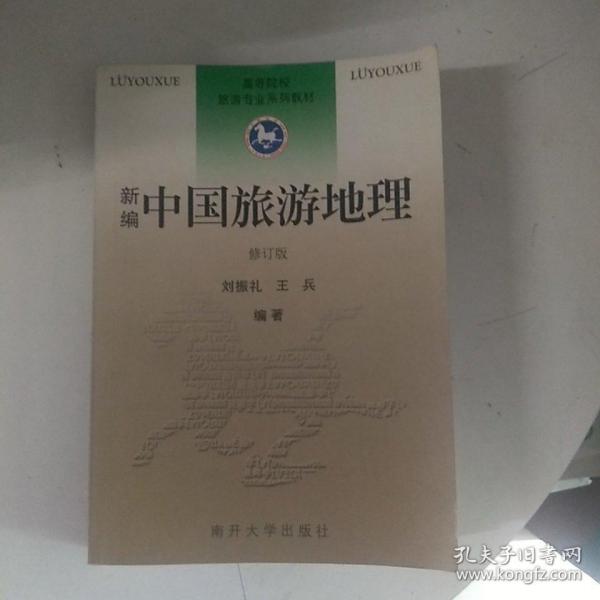 LÜYOUXUE
高等院校
旅游专业系列教材
LÜYOUXUE
新编
中国旅游地理
修订版
刘振礼 王兵
编著
南开大学出版社
孔夫子旧书网
www.kongfz.com